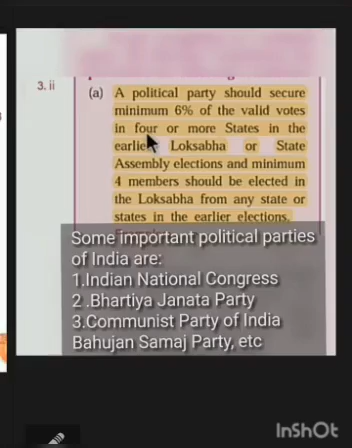 3. ii
(a) A political party should secure
minimum 6% of the valid votes
in four or more States in the
earlier Loksabha or State
Assembly elections and minimum
4 members should be elected in
the Loksabha from any state or
states in the earlier elections.
Some important political parties
of India are:
1.Indian National Congress
2 .Bhartiya Janata Party
3.Communist Party of India
Bahujan Samaj Party, etc
InShOt